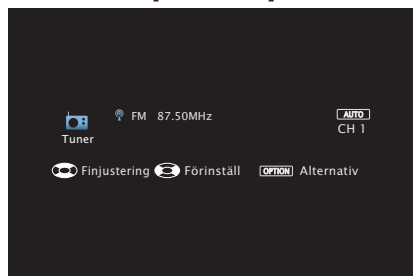 FM 87.50MHz AUTO
Tuner CH 1
Finjustering Förinställ OPTION Alternativ